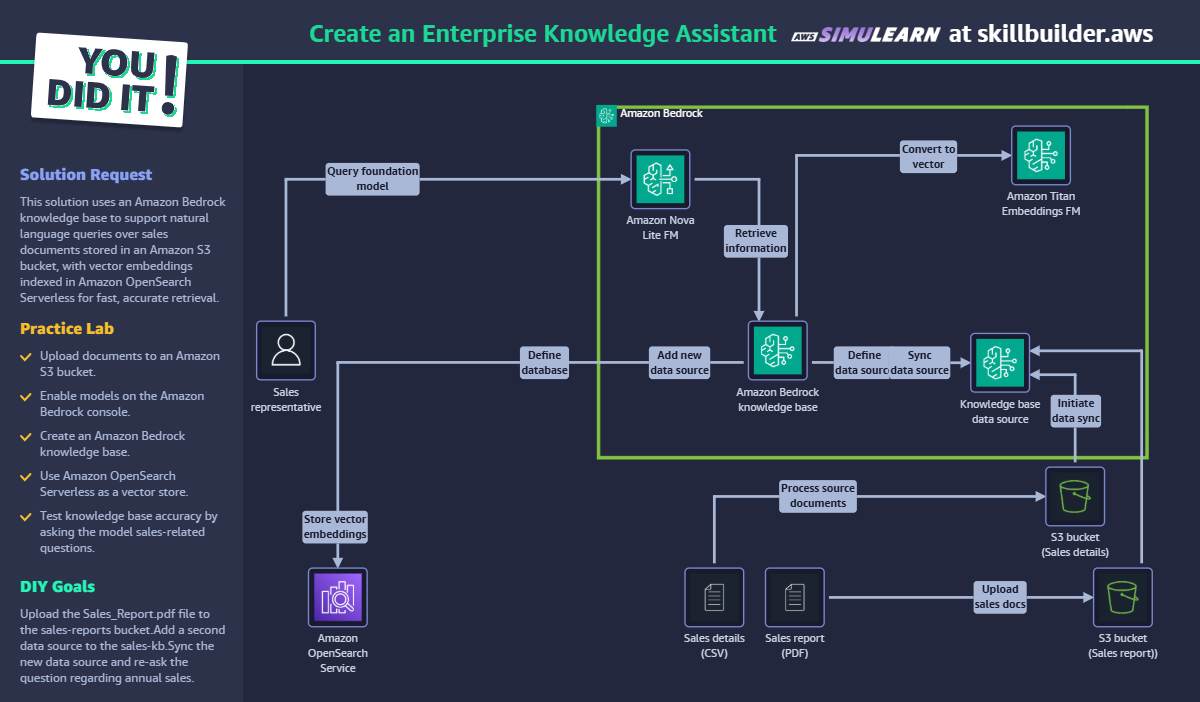 Create an Enterprise Knowledge Assistant aws SIMULEARN at skillbuilder.aws
YOU
DID IT!
Solution Request
This solution uses an Amazon Bedrock
knowledge base to support natural
language queries over sales
documents stored in an Amazon S3
bucket, with vector embeddings
indexed in Amazon OpenSearch
Serverless for fast, accurate retrieval.
Practice Lab
Upload documents to an Amazon
S3 bucket.
Enable models on the Amazon
Bedrock console.
Create an Amazon Bedrock
knowledge base.
Use Amazon OpenSearch
Serverless as a vector store.
Test knowledge base accuracy by
asking the model sales-related
questions.
DIY Goals
Upload the Sales_Report.pdf file to
the sales-reports bucket.Add a second
data source to the sales-kb.Sync the
new data source and re-ask the
question regarding annual sales.
Amazon Bedrock
Query foundation
model
Amazon Nova
Lite FM
Retrieve
information
Convert to
vector
Amazon Titan
Embeddings FM
Sales
representative
Define
database
Add new
data source
Amazon Bedrock
knowledge base
Define
data sourc
Sync
data source
Knowledge base
data source
Initiate
data sync
Store vector
embeddings
Amazon
OpenSearch
Service
Process source
documents
S3 bucket
(Sales details)
Sales details
(CSV)
Sales report
(PDF)
Upload
sales docs
S3 bucket
(Sales report))